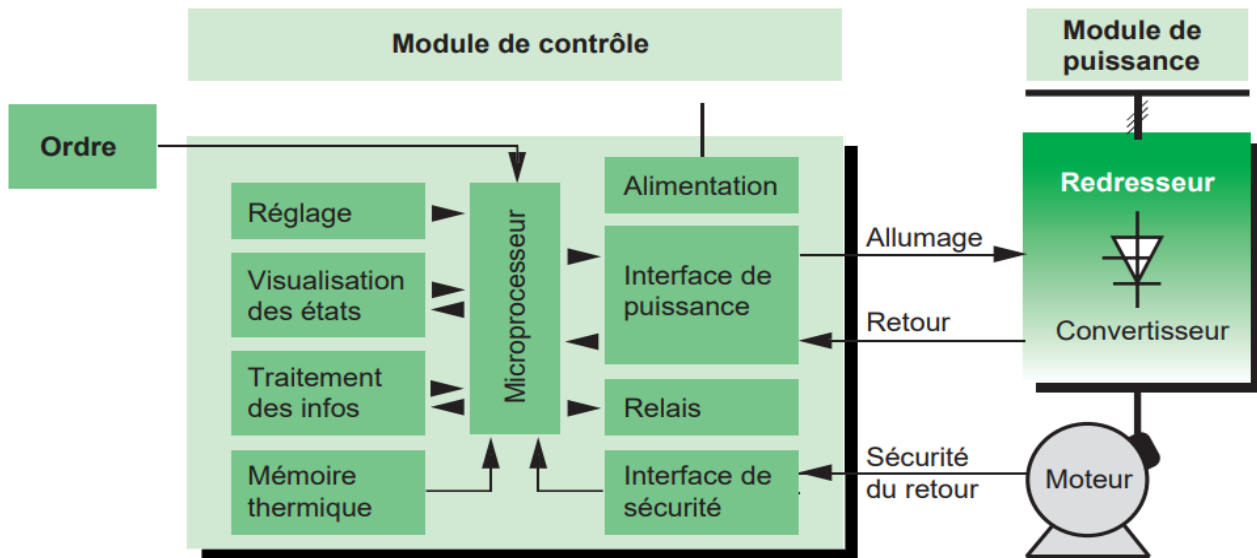 Module de contrôle
Module de
puissance
Ordre
Réglage
Visualisation
des états
Traitement
des infos
Mémoire
thermique
Microprocesseur
Alimentation
Interface de
puissance
Relais
Interface de
sécurité
Allumage
Retour
Sécurité
du retour
Redresseur
Convertisseur
Moteur